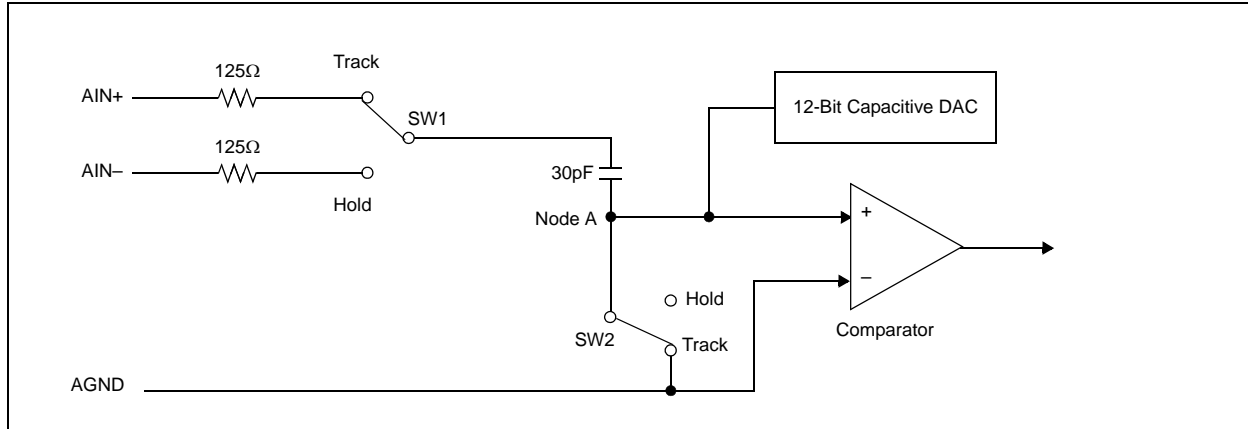 125Ω
Track
AIN+
SW1
12-Bit Capacitive DAC
125Ω
AIN–
30pF
Hold
Node A
+
–
Hold
SW2
Track
Comparator
AGND